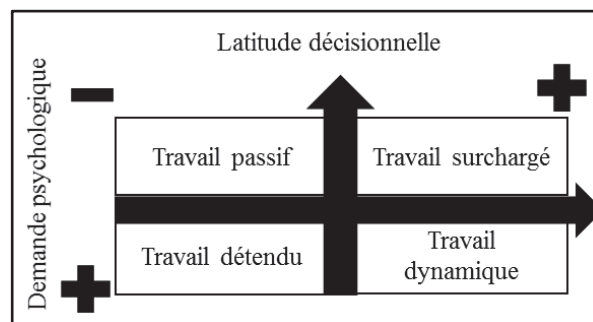 Latitude décisionnelle
Demande psychologique
Travail passif
Travail surchargé
Travail détendu
Travail
dynamique